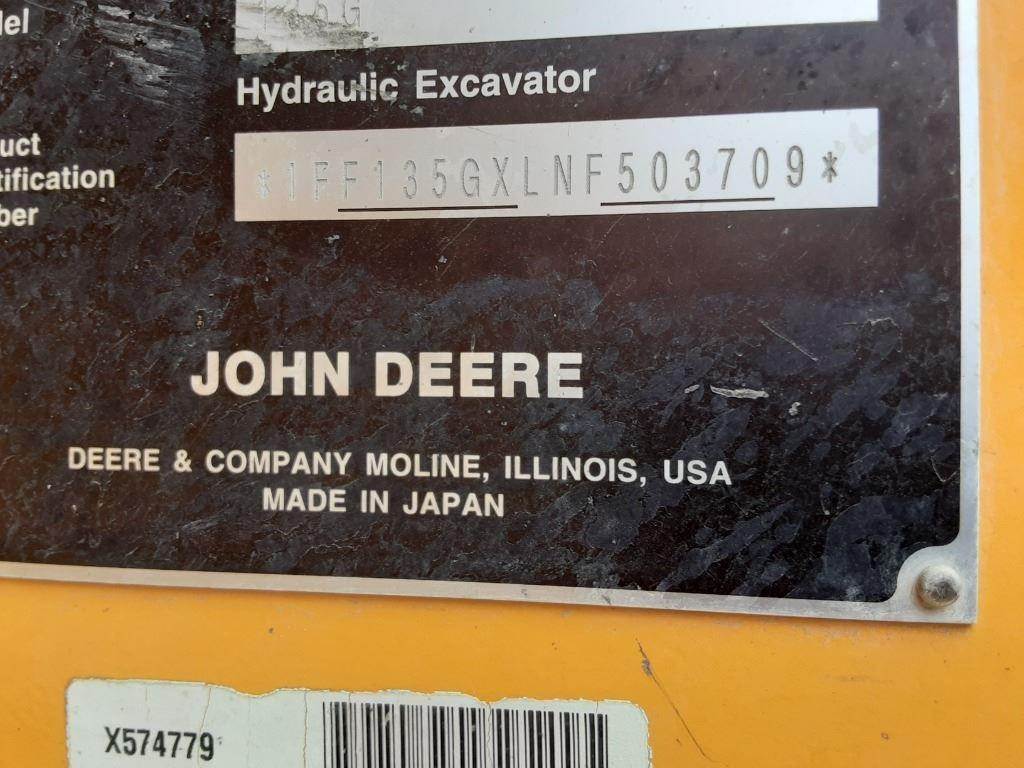 Hydraulic Excavator
*1FF135GXLNF503709*
JOHN DEERE
DEERE & COMPANY MOLINE, ILLINOIS, USA
MADE IN JAPAN
X574779